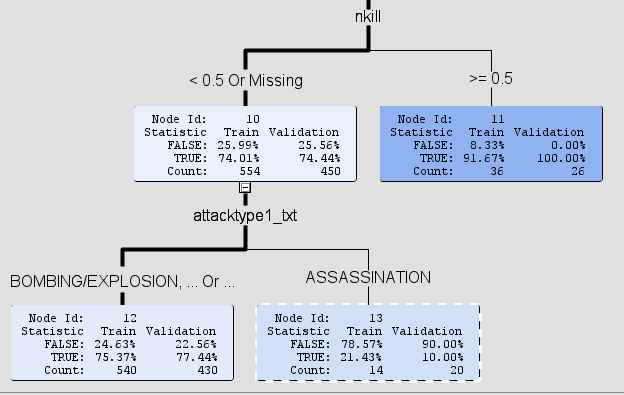 nkill
< 0.5 Or Missing
>= 0.5
Node Id: 10
Statistic Train Validation
FALSE: 25.99% 25.56%
TRUE: 74.01% 74.44%
Count: 554 450
Node Id: 11
Statistic Train Validation
FALSE: 8.33% 0.00%
TRUE: 91.67% 100.00%
Count: 36 26
attacktype1_txt
BOMBING/EXPLOSION, ... Or ...
ASSASSINATION
Node Id: 12
Statistic Train Validation
FALSE: 24.63% 22.56%
TRUE: 75.37% 77.44%
Count: 540 430
Node Id: 13
Statistic Train Validation
FALSE: 78.57% 90.00%
TRUE: 21.43% 10.00%
Count: 14 20